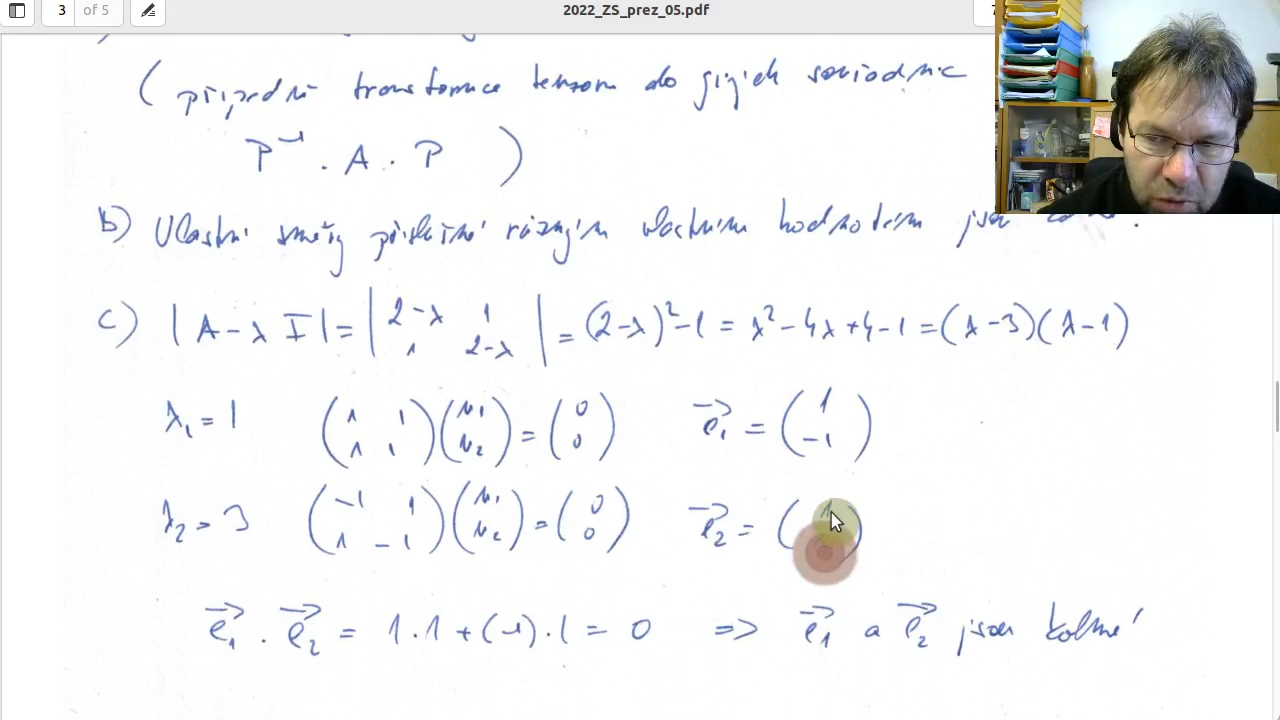 3 of 5 2022_ZS_prez_05.pdf
( případně transformace tenzoru do jiných souřadnic
P⁻¹ . A . P )
b) Vlastní směry příslušné různým vlastním hodnotám jsou
c) | A - λ I | = | 2-λ 1 ; 1 2-λ | = (2-λ)² - 1 = λ² - 4λ + 4 - 1 = (λ-3)(λ-1)
λ₁ = 1 ( 1 1 ; 1 1 ) ( n₁ ; n₂ ) = ( 0 ; 0 ) e⃗₁ = ( 1 ; -1 )
λ₂ = 3 ( -1 1 ; 1 -1 ) ( n₁ ; n₂ ) = ( 0 ; 0 ) e⃗₂ = ( 1 )
e⃗₁ . e⃗₂ = 1.1 + (-1).1 = 0 => e⃗₁ a e⃗₂ jsou kolmé